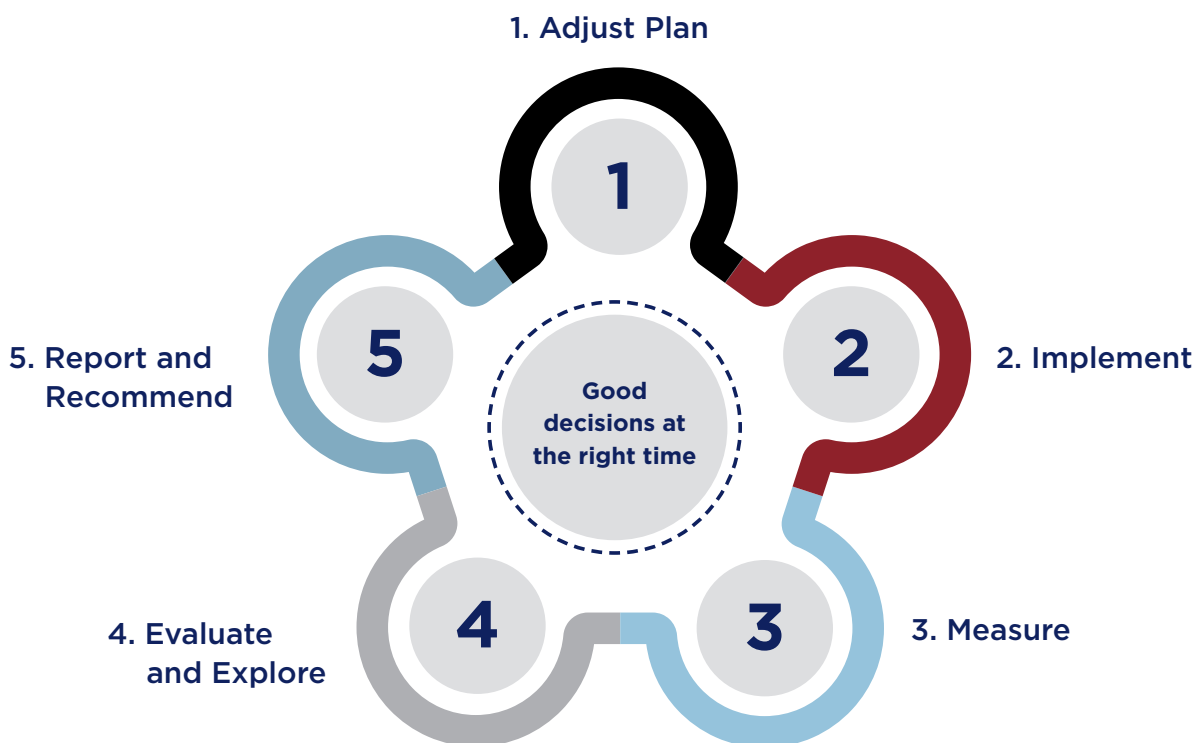 1. Adjust Plan
1
2
2. Implement
3
3. Measure
4
4. Evaluate
and Explore
5
5. Report and
Recommend
Good
decisions at
the right time